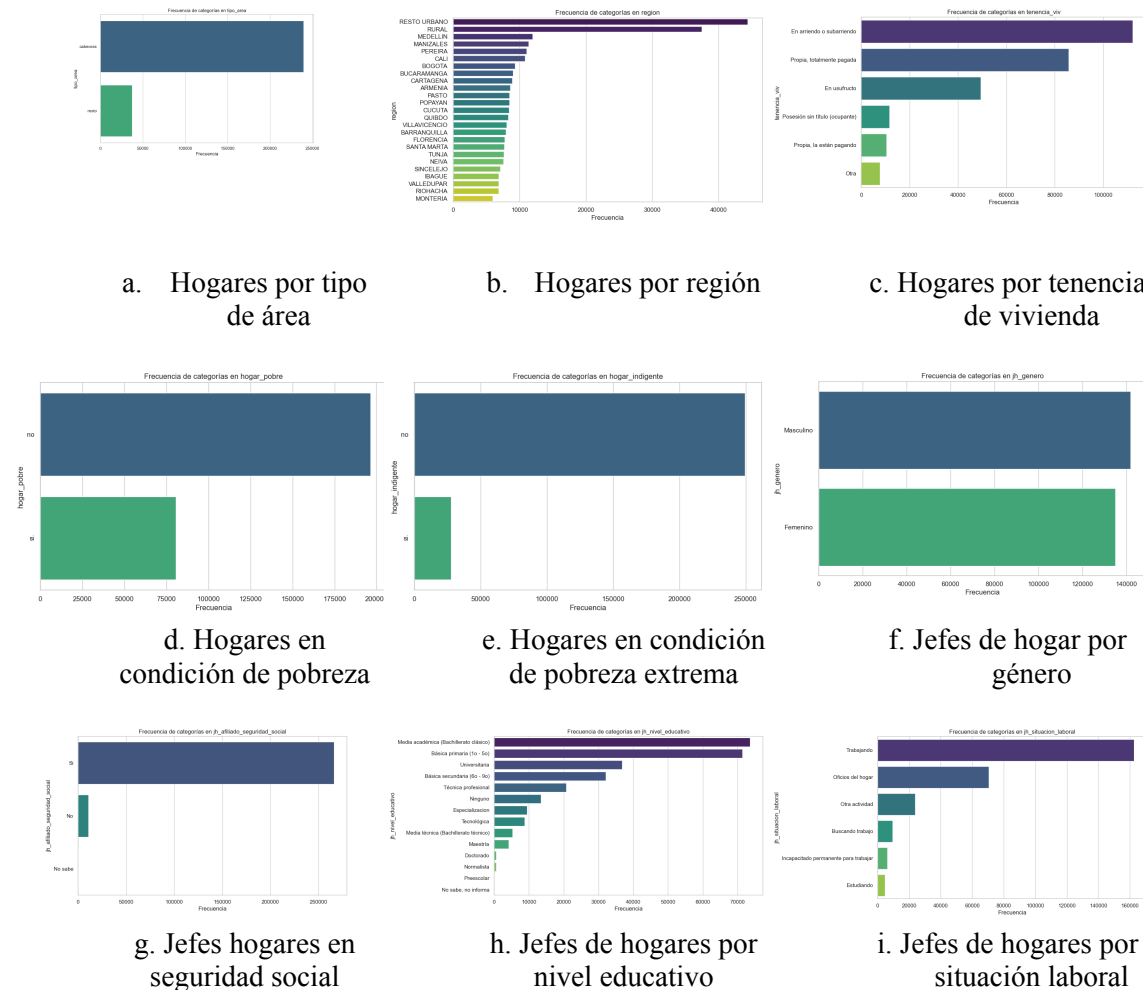 Frecuencia de categorías en tipo_area
tipo_area
cabecera
resto
0 50000 100000 150000 200000 250000
Frecuencia
Frecuencia de categorías en region
region
RESTO URBANO
RURAL
MEDELLIN
MANIZALES
PEREIRA
CALI
BOGOTA
BUCARAMANGA
CARTAGENA
ARMENIA
PASTO
POPAYAN
CUCUTA
QUIBDO
VILLAVICENCIO
BARRANQUILLA
FLORENCIA
SANTA MARTA
TUNJA
NEIVA
SINCELEJO
IBAGUE
VALLEDUPAR
RIOHACHA
MONTERIA
0 10000 20000 30000 40000
Frecuencia
Frecuencia de categorías en tenencia_viv
tenencia_viv
En arriendo o subarriendo
Propia, totalmente pagada
En usufructo
Posesión sin título (ocupante)
Propia, la están pagando
Otra
0 20000 40000 60000 80000 100000
Frecuencia
a. Hogares por tipo
de área
b. Hogares por región
c. Hogares por tenencia
de vivienda
Frecuencia de categorías en hogar_pobre
hogar_pobre
no
si
0 25000 50000 75000 100000 125000 150000 175000 20000
Frecuencia
Frecuencia de categorías en hogar_indigente
hogar_indigente
no
si
0 50000 100000 150000 200000 250000
Frecuencia
Frecuencia de categorías en jh_genero
jh_genero
Masculino
Femenino
0 20000 40000 60000 80000 100000 120000 140000
Frecuencia
d. Hogares en
condición de pobreza
e. Hogares en condición
de pobreza extrema
f. Jefes de hogar por
género
Frecuencia de categorías en jh_afiliado_seguridad_social
jh_afiliado_seguridad_social
Si
No
No sabe
0 50000 100000 150000 200000 250000
Frecuencia
Frecuencia de categorías en jh_nivel_educativo
jh_nivel_educativo
Media académica (Bachillerato clásico)
Básica primaria (1o - 5o)
Universitaria
Básica secundaria (6o - 9o)
Técnica profesional
Ninguno
Especializacion
Tecnológica
Media técnica (Bachillerato técnico)
Maestría
Doctorado
Normalista
Preescolar
No sabe, no informa
0 10000 20000 30000 40000 50000 60000 70000
Frecuencia
Frecuencia de categorías en jh_situacion_laboral
jh_situacion_laboral
Trabajando
Oficios del hogar
Otra actividad
Buscando trabajo
Incapacitado permanente para trabajar
Estudiando
0 20000 40000 60000 80000 100000 120000 140000 160000
Frecuencia
g. Jefes hogares en
seguridad social
h. Jefes de hogares por
nivel educativo
i. Jefes de hogares por
situación laboral